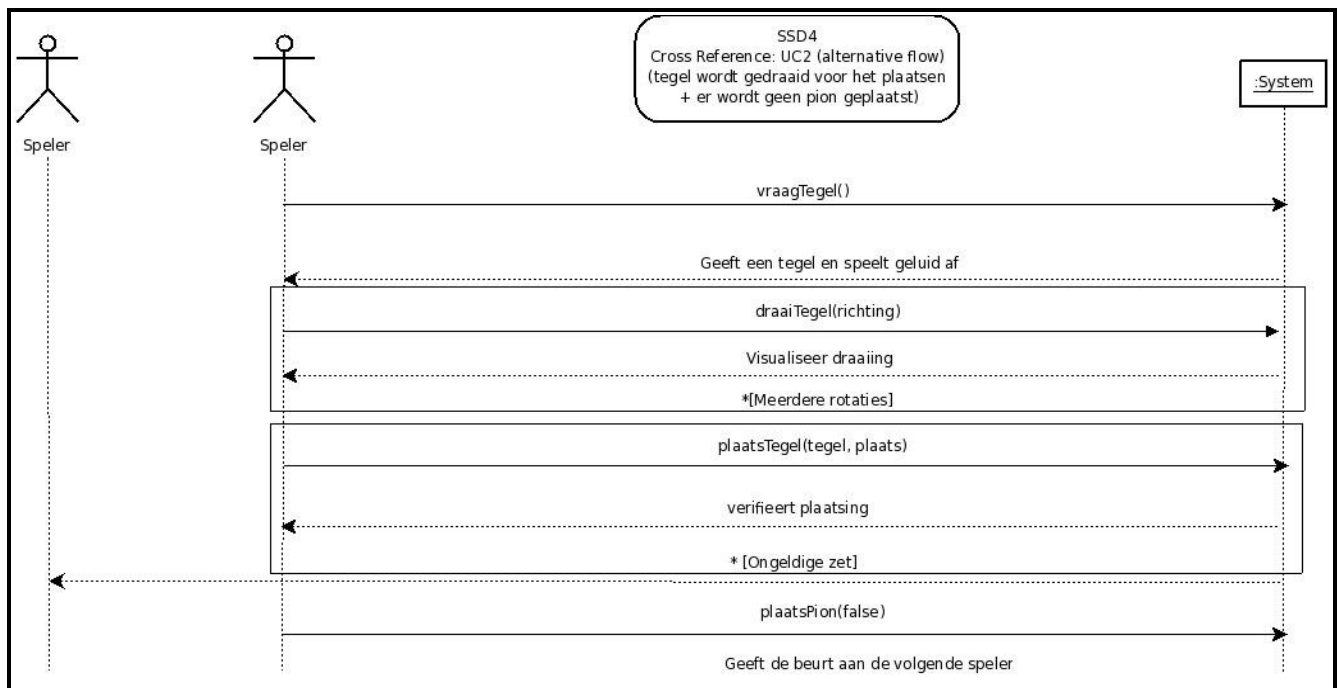 SSD4
Cross Reference: UC2 (alternative flow)
(tegel wordt gedraaid voor het plaatsen
+ er wordt geen pion geplaatst)
:System
Speler
Speler
vraagTegel()
Geeft een tegel en speelt geluid af
draaiTegel(richting)
Visualiseer draaiing
*[Meerdere rotaties]
plaatsTegel(tegel, plaats)
verifieert plaatsing
* [Ongeldige zet]
plaatsPion(false)
Geeft de beurt aan de volgende speler